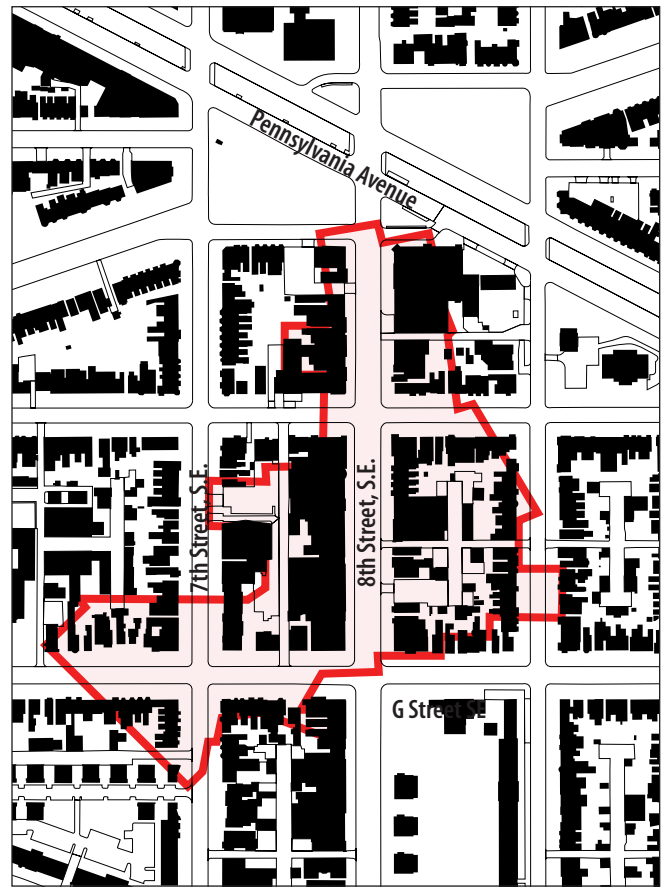 Pennsylvania Avenue
7th Street, S.E.
8th Street, S.E.
G Street SE